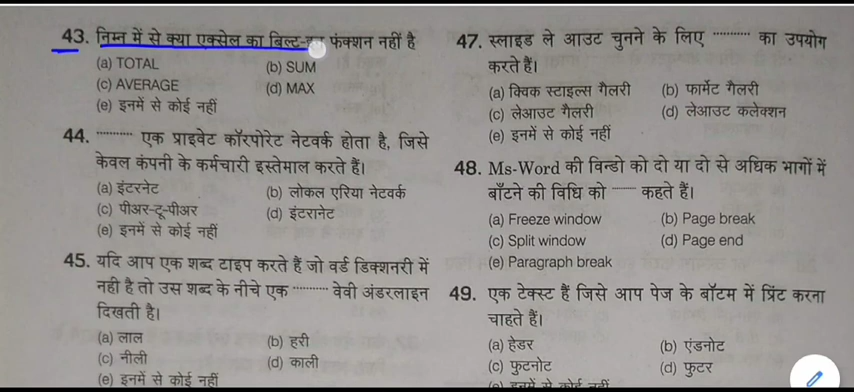 43. निम्न में से क्या एक्सेल का बिल्ट-इन फंक्शन नहीं है
(a) TOTAL (b) SUM
(c) AVERAGE (d) MAX
(e) इनमें से कोई नहीं
44. ............ एक प्राइवेट कॉरपोरेट नेटवर्क होता है, जिसे
केवल कंपनी के कर्मचारी इस्तेमाल करते हैं।
(a) इंटरनेट (b) लोकल एरिया नेटवर्क
(c) पीअर-टू-पीअर (d) इंटरानेट
(e) इनमें से कोई नहीं
45. यदि आप एक शब्द टाइप करते हैं जो वर्ड डिक्शनरी में
नही है तो उस शब्द के नीचे एक ............ वेवी अंडरलाइन
दिखती है।
(a) लाल (b) हरी
(c) नीली (d) काली
(e) इनमें से कोई नहीं
47. स्लाइड ले आउट चुनने के लिए ............ का उपयोग
करते हैं।
(a) क्विक स्टाइल्स गैलरी (b) फार्मेट गैलरी
(c) लेआउट गैलरी (d) लेआउट कलेक्शन
(e) इनमें से कोई नहीं
48. Ms-Word की विन्डो को दो या दो से अधिक भागों में
बाँटने की विधि को ......... कहते हैं।
(a) Freeze window (b) Page break
(c) Split window (d) Page end
(e) Paragraph break
49. एक टेक्स्ट हैं जिसे आप पेज के बॉटम में प्रिंट करना
चाहते हैं।
(a) हेडर (b) एंडनोट
(c) फुटनोट (d) फुटर
(e) इनमें से कोई नहीं